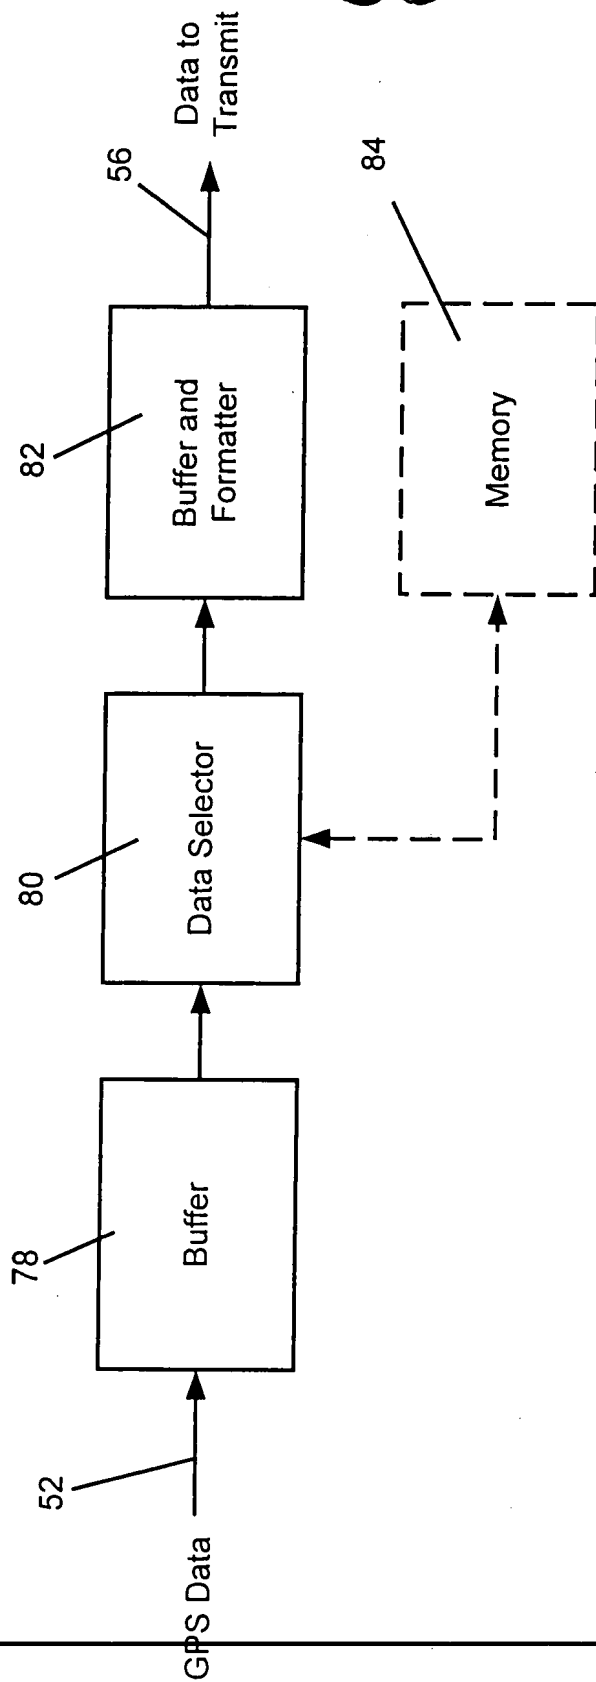 GPS Data
52
78
Buffer
80
Data Selector
82
Buffer and
Formatter
56
Data to
Transmit
84
Memory